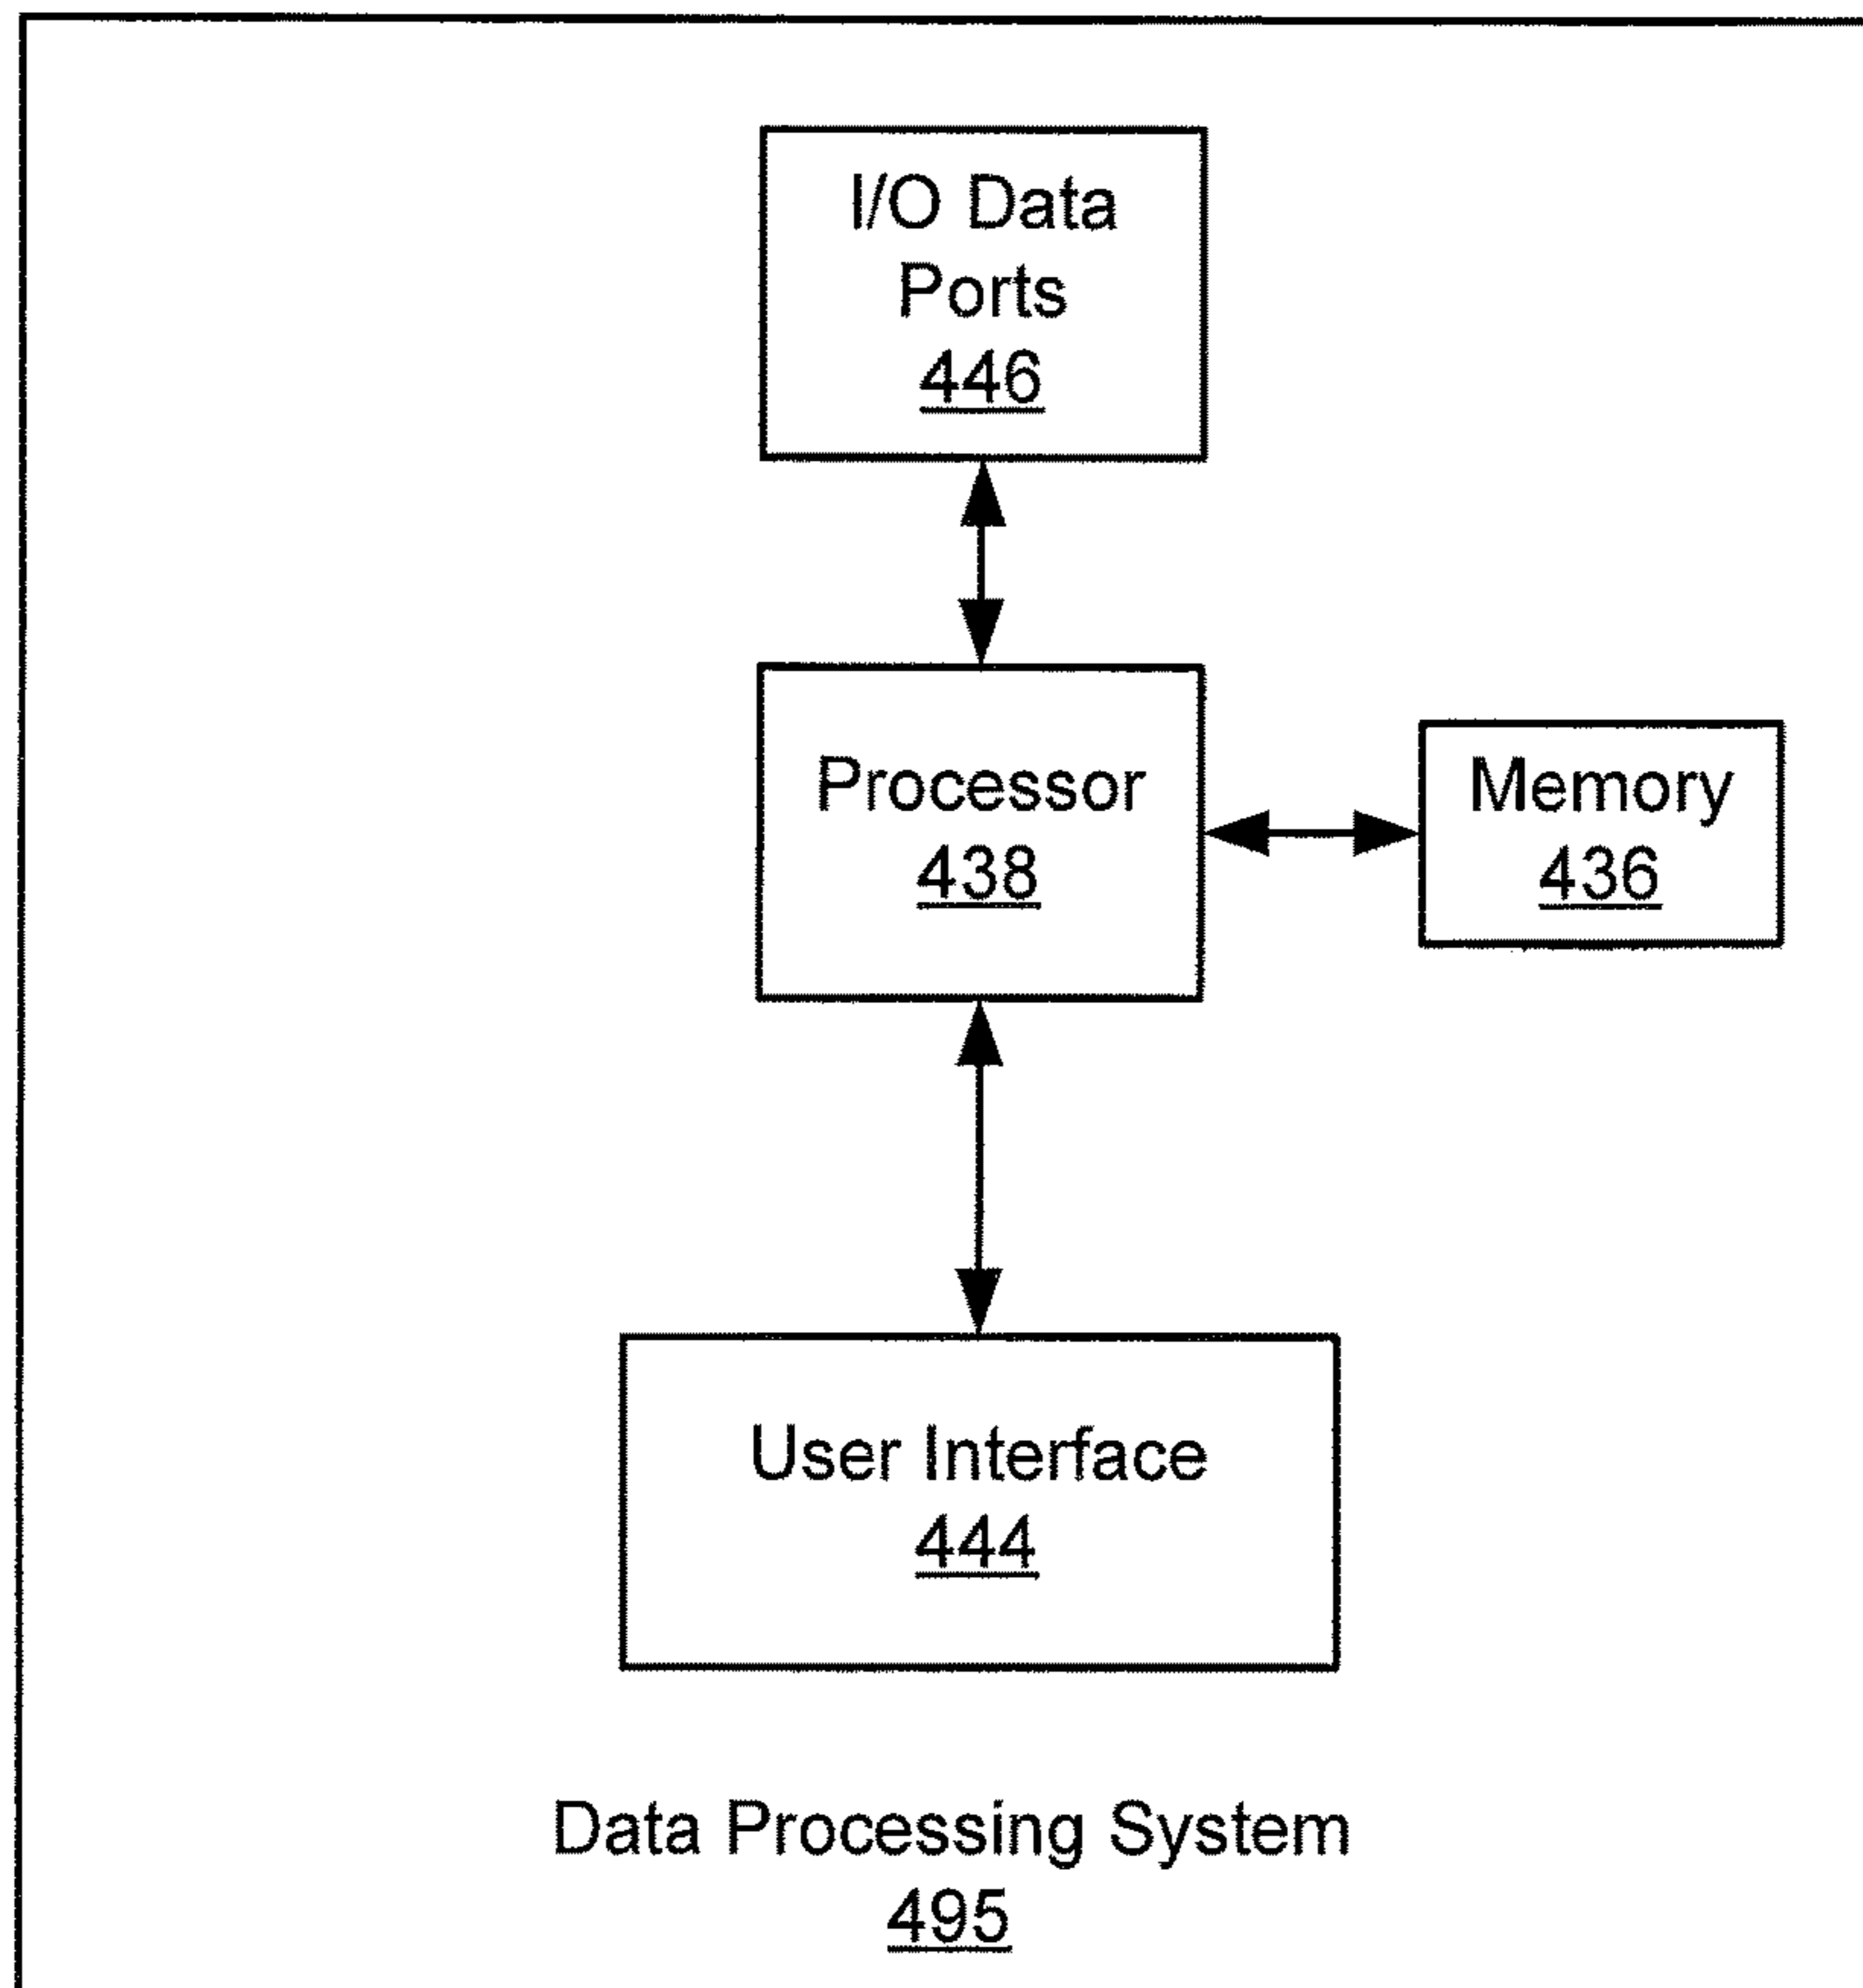 I/O Data
Ports
446
Processor
438
Memory
436
User Interface
444
Data Processing System
495